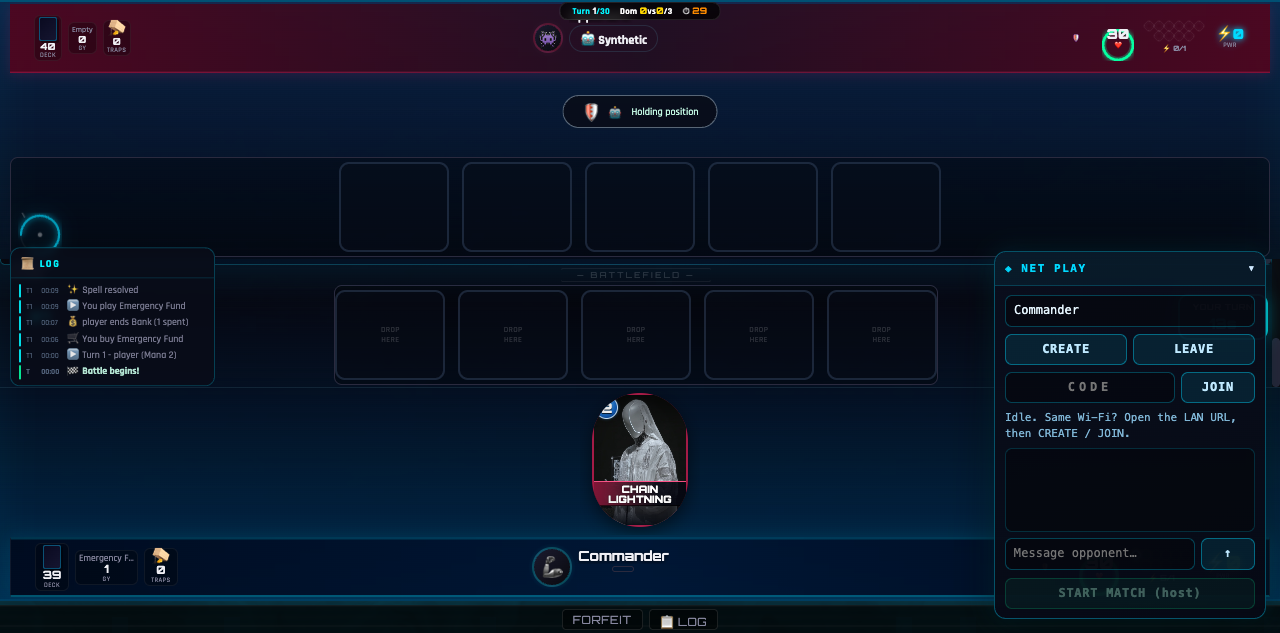 Turn 1/30 Dom 0vs0/3 ⏱ 29
40
DECK
Empty
0
GY
0
TRAPS
Synthetic
30
0/1
0
PWR
Holding position
LOG
T1 00:09 Spell resolved
T1 00:09 You play Emergency Fund
T1 00:07 player ends Bank (1 spent)
T1 00:06 You buy Emergency Fund
T1 00:00 Turn 1 - player (Mana 2)
T 00:00 Battle begins!
— BATTLEFIELD —
DROP HERE
DROP HERE
DROP HERE
DROP HERE
DROP HERE
2
CHAIN
LIGHTNING
NET PLAY
Commander
CREATE LEAVE
CODE JOIN
Idle. Same Wi-Fi? Open the LAN URL,
then CREATE / JOIN.
Message opponent… ↑
START MATCH (host)
39
DECK
Emergency F...
1
GY
0
TRAPS
Commander
FORFEIT LOG